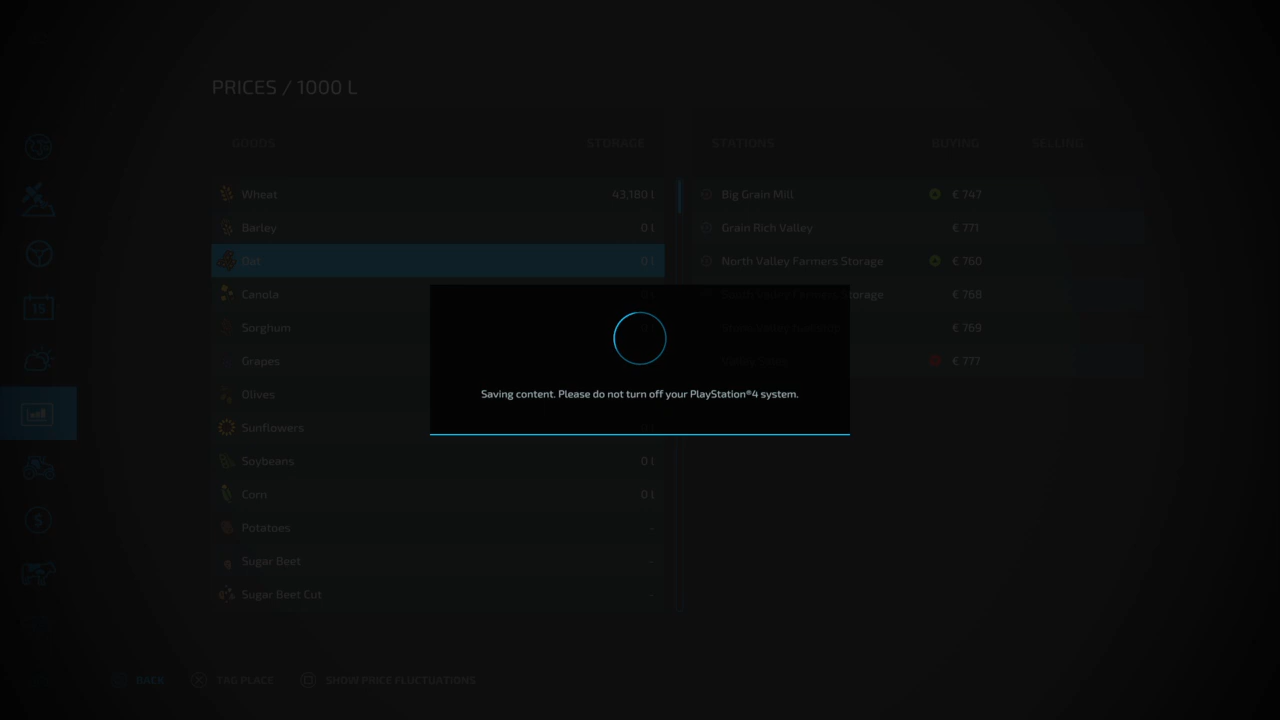 PRICES / 1000 L
GOODS STORAGE STATIONS BUYING SELLING
Wheat 43,180 l Big Grain Mill € 747
Barley 0 l Grain Rich Valley € 771
Oat 0 l North Valley Farmers Storage € 760
Canola Storage € 768
Sorghum € 769
Grapes € 777
Olives
Saving content. Please do not turn off your PlayStation®4 system.
Sunflowers
Soybeans 0 l
Corn 0 l
Potatoes -
Sugar Beet -
Sugar Beet Cut -
BACK TAG PLACE SHOW PRICE FLUCTUATIONS
15
$